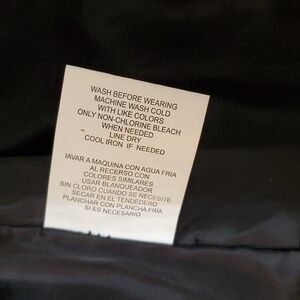 WASH BEFORE WEARING
MACHINE WASH COLD
WITH LIKE COLORS
ONLY NON-CHLORINE BLEACH
WHEN NEEDED
LINE DRY
COOL IRON IF NEEDED
lAVAR A MAQUINA CON AGUA FRIA
AL RECERSO CON
COLORES SIMILARES
USAR BLANQUEADOR
SIN CLORO CUANDO SE NECESITE
SECAR EN EL TENDEDERO
PLANCHAR CON PLANCHA FRIA
SI ES NECESARIO